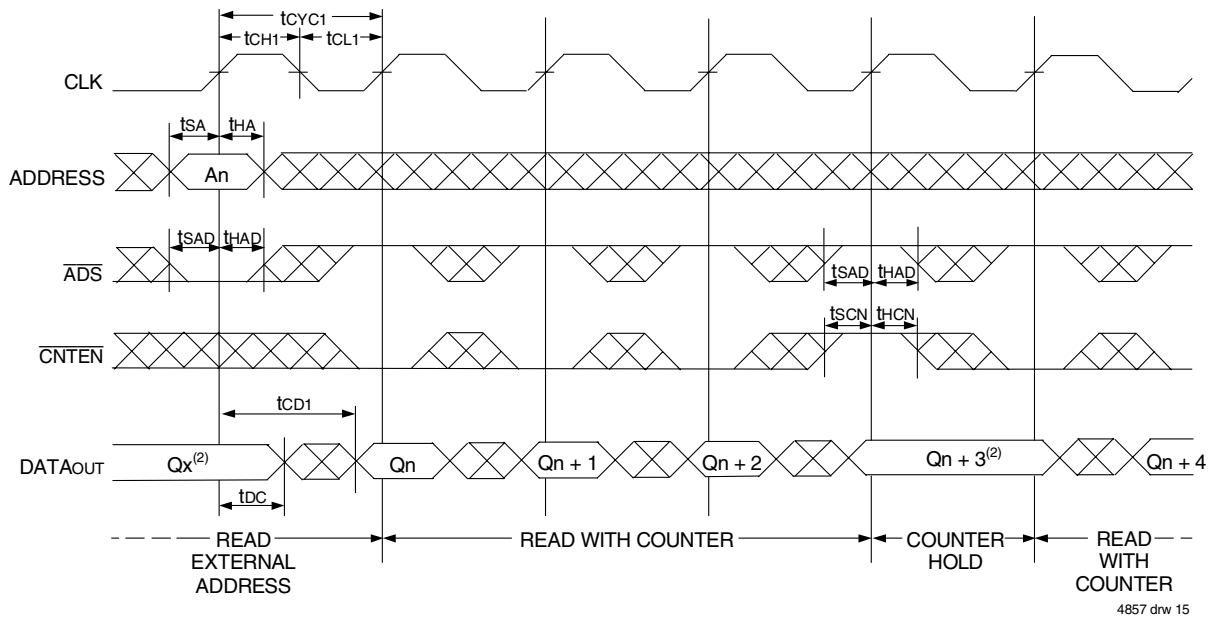 tCYC1
tCH1 tCL1
CLK
tSA tHA
ADDRESS An
tSAD tHAD
ADS
tSAD tHAD
tSCN tHCN
CNTEN
tCD1
DATAOUT Qx(2) Qn Qn + 1 Qn + 2 Qn + 3(2) Qn + 4
tDC
READ EXTERNAL ADDRESS
READ WITH COUNTER
COUNTER HOLD
READ WITH COUNTER
4857 drw 15